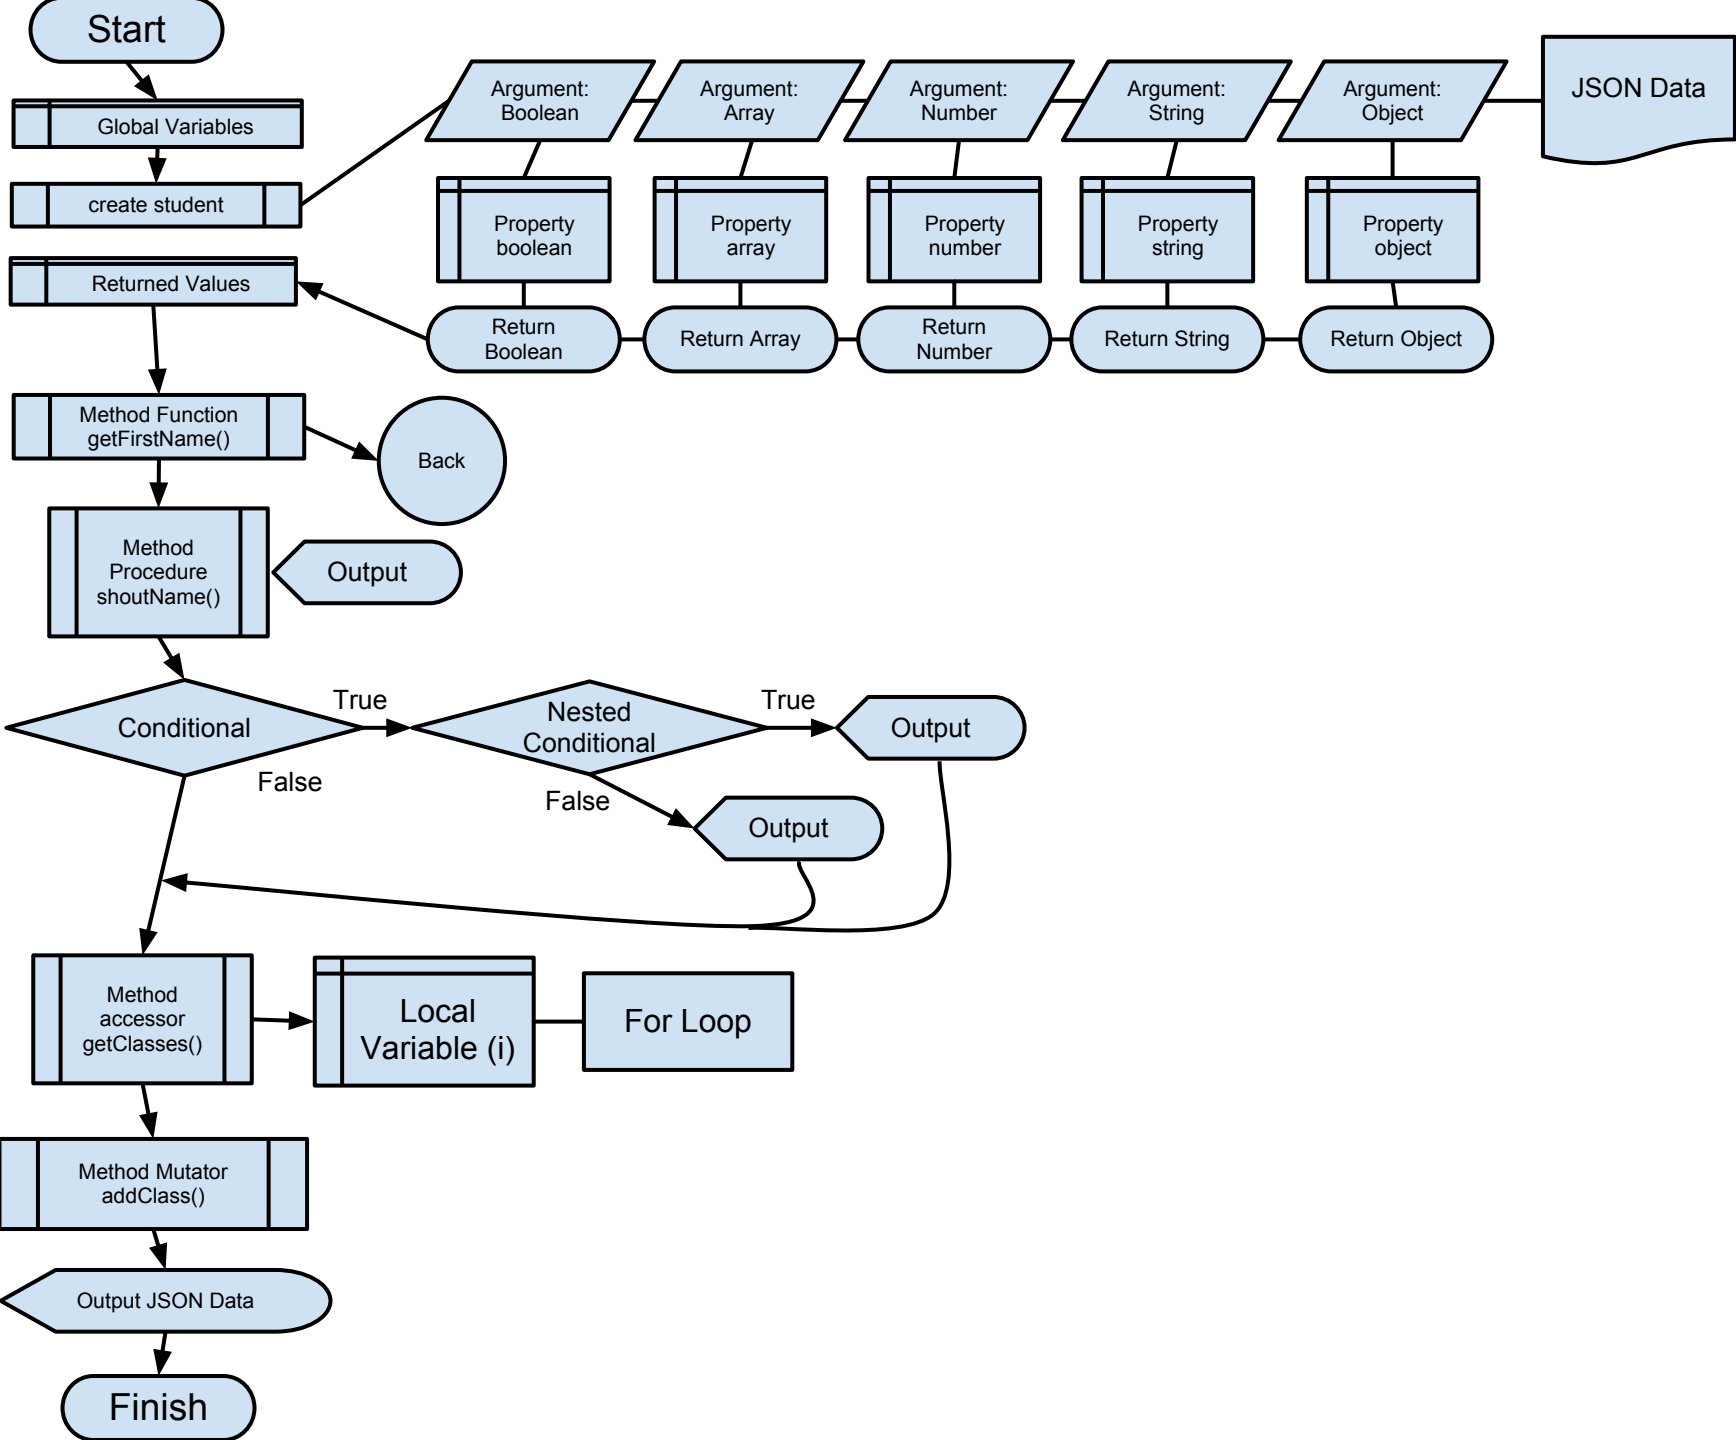 Start
Global Variables
create student
Argument:
Boolean
Argument:
Array
Argument:
Number
Argument:
String
Argument:
Object
JSON Data
Property
boolean
Property
array
Property
number
Property
string
Property
object
Returned Values
Return
Boolean
Return Array
Return
Number
Return String
Return Object
Method Function
getFirstName()
Back
Method
Procedure
shoutName()
Output
Conditional
True
False
Nested
Conditional
True
False
Output
Output
Method
accessor
getClasses()
Local
Variable (i)
For Loop
Method Mutator
addClass()
Output JSON Data
Finish